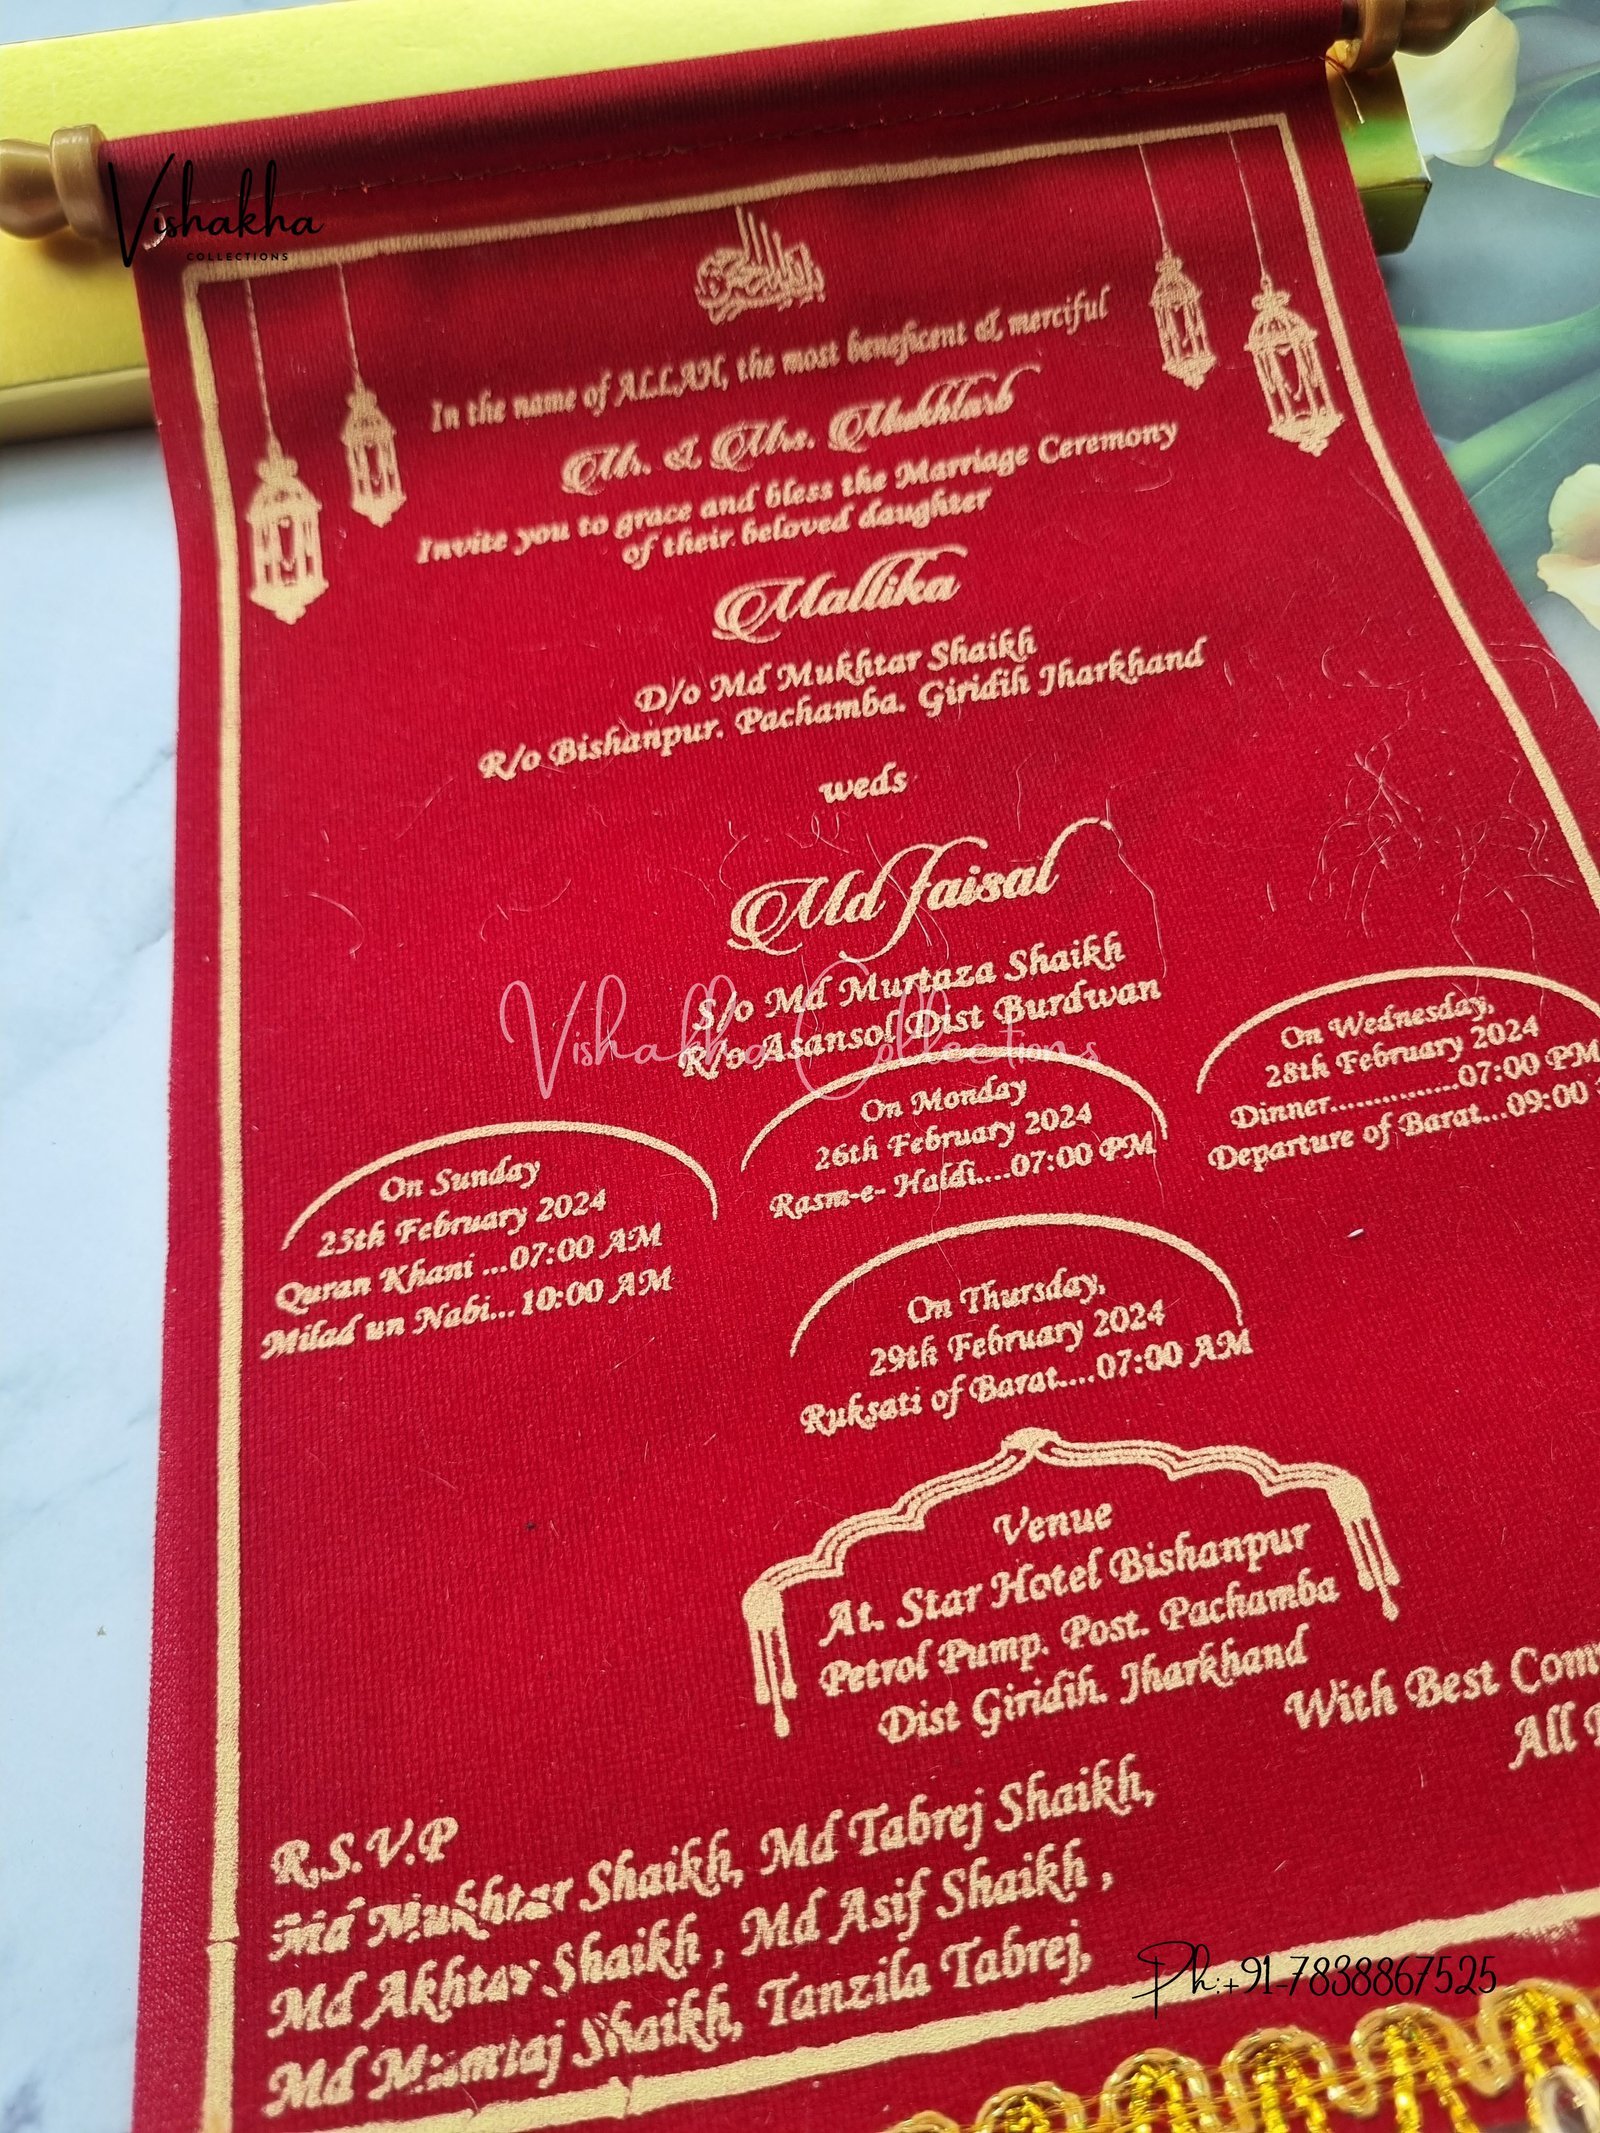 Vishakha
COLLECTIONS
In the name of ALLAH, the most beneficent & merciful
Mr. & Mrs. Mukhtar
Invite you to grace and bless the Marriage Ceremony
of their beloved daughter
Mallika
D/o Md Mukhtar Shaikh
R/o Bishanpur. Pachamba. Giridih Jharkhand
weds
Md Faisal
S/o Md Murtaza Shaikh
R/o Asansol Dist Burdwan
Vishakha Collections
On Sunday
25th February 2024
Quran Khani ...07:00 AM
Milad un Nabi... 10:00 AM
On Monday
26th February 2024
Rasm-e- Haldi....07:00 PM
On Wednesday,
28th February 2024
Dinner...............07:00 PM
Departure of Barat...09:00
On Thursday,
29th February 2024
Ruksati of Barat....07:00 AM
Venue
At. Star Hotel Bishanpur
Petrol Pump. Post. Pachamba
Dist Giridih. Jharkhand
With Best
All
R.S.V.P
Md Mukhtar Shaikh, Md Tabrej Shaikh,
Md Akhtar Shaikh , Md Asif Shaikh ,
Md Mumtaj Shaikh, Tanzila Tabrej,
Ph:+91-7838867525